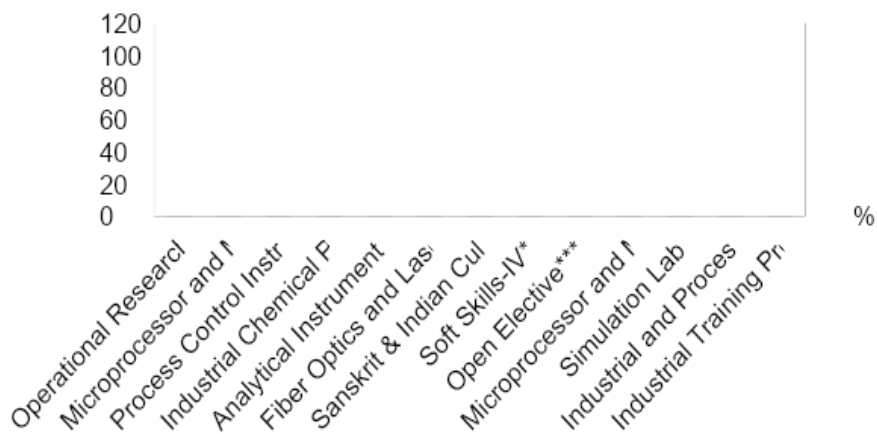 120
100
80
60
40
20
0
%
Operational Research
Microprocessor and M
Process Control Instr
Industrial Chemical P
Analytical Instrument
Fiber Optics and Las
Sanskrit & Indian Cul
Soft Skills-IV*
Open Elective***
Microprocessor and M
Simulation Lab
Industrial and Proces
Industrial Training Pr